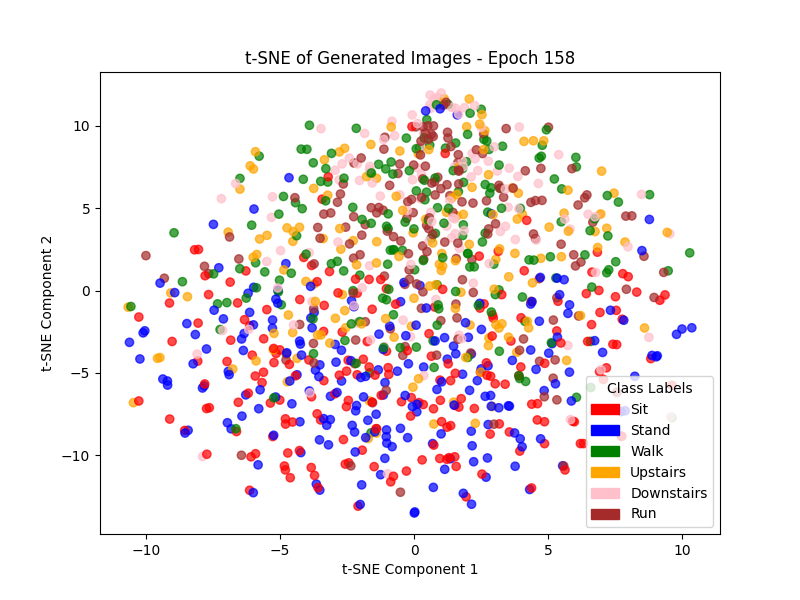 t-SNE of Generated Images - Epoch 158
t-SNE Component 2
10
5
0
−5
−10
−10
−5
0
5
10
t-SNE Component 1
Class Labels
Sit
Stand
Walk
Upstairs
Downstairs
Run